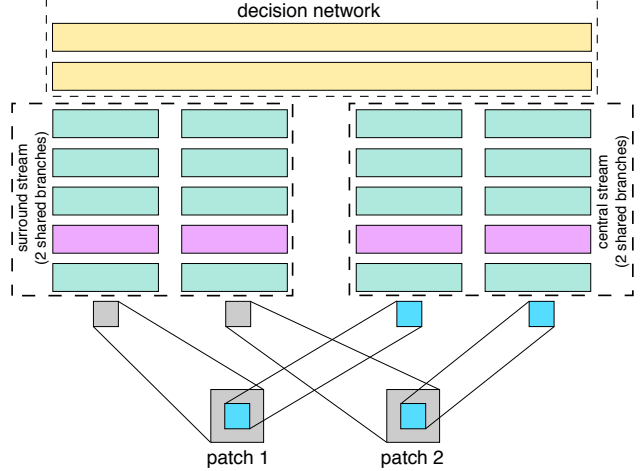 decision network
surround stream
(2 shared branches)
central stream
(2 shared branches)
patch 1
patch 2